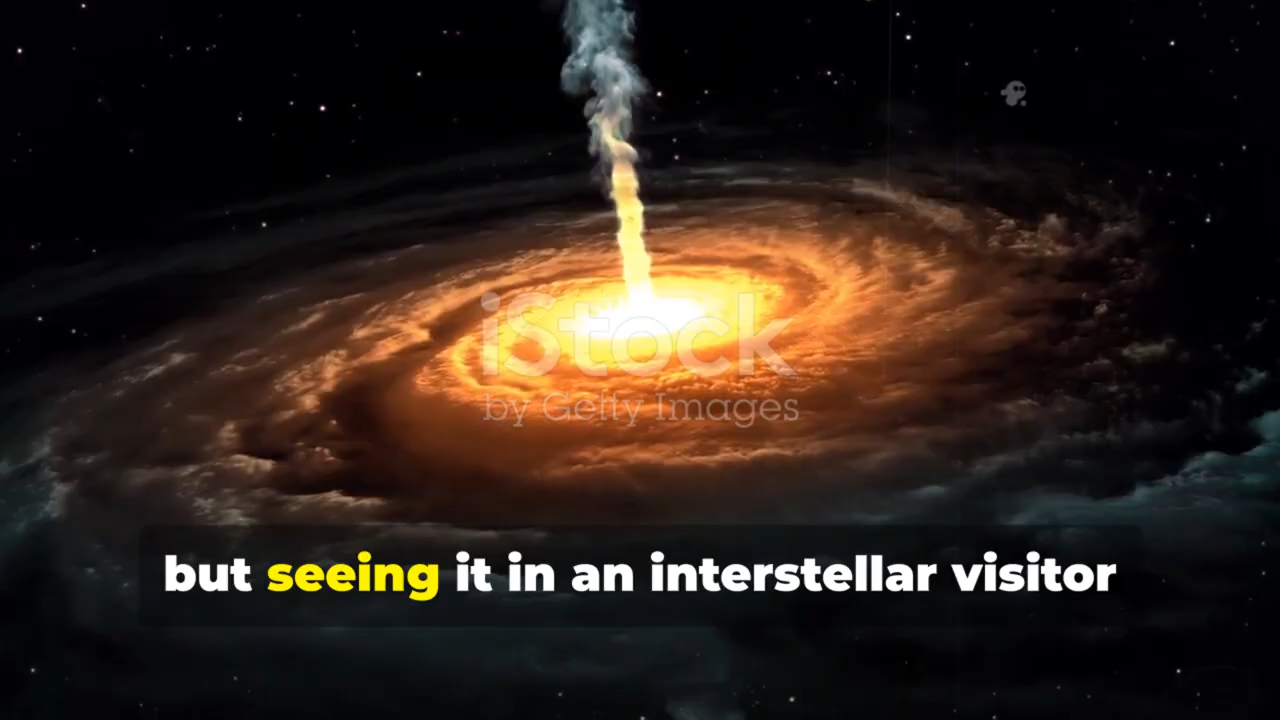 iStock
by Getty Images
but seeing it in an interstellar visitor